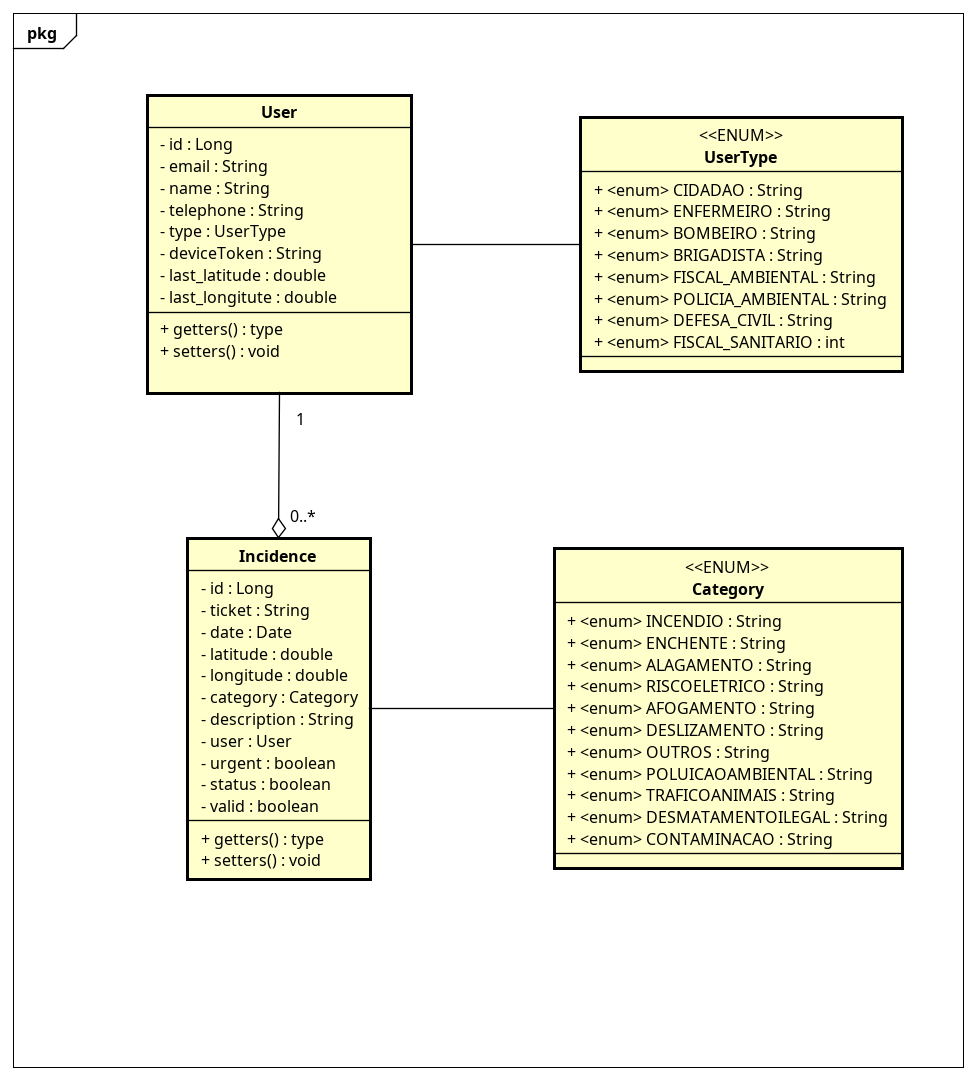 pkg
User
- id : Long
- email : String
- name : String
- telephone : String
- type : UserType
- deviceToken : String
- last_latitude : double
- last_longitute : double
+ getters() : type
+ setters() : void
<<ENUM>>
UserType
+ <enum> CIDADAO : String
+ <enum> ENFERMEIRO : String
+ <enum> BOMBEIRO : String
+ <enum> BRIGADISTA : String
+ <enum> FISCAL_AMBIENTAL : String
+ <enum> POLICIA_AMBIENTAL : String
+ <enum> DEFESA_CIVIL : String
+ <enum> FISCAL_SANITARIO : int
1
0..*
Incidence
- id : Long
- ticket : String
- date : Date
- latitude : double
- longitude : double
- category : Category
- description : String
- user : User
- urgent : boolean
- status : boolean
- valid : boolean
+ getters() : type
+ setters() : void
<<ENUM>>
Category
+ <enum> INCENDIO : String
+ <enum> ENCHENTE : String
+ <enum> ALAGAMENTO : String
+ <enum> RISCOELETRICO : String
+ <enum> AFOGAMENTO : String
+ <enum> DESLIZAMENTO : String
+ <enum> OUTROS : String
+ <enum> POLUICAOAMBIENTAL : String
+ <enum> TRAFICOANIMAIS : String
+ <enum> DESMATAMENTOILEGAL : String
+ <enum> CONTAMINACAO : String